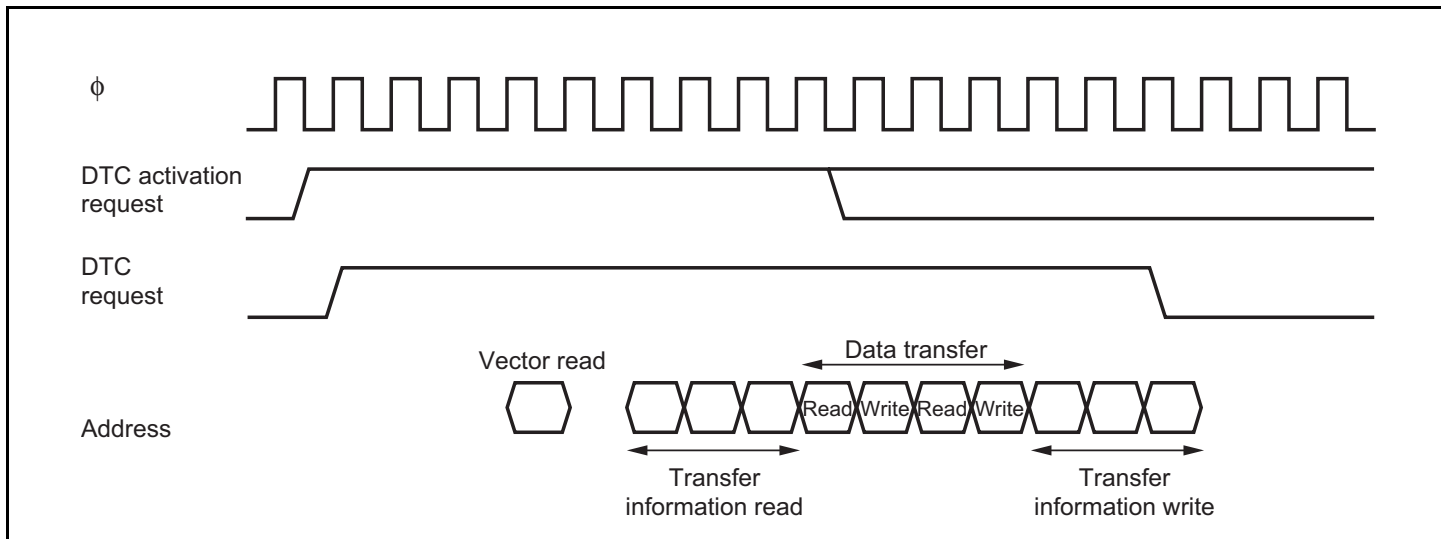 ϕ
DTC activation
request
DTC
request
Vector read
Data transfer
Read Write Read Write
Address
Transfer
information read
Transfer
information write